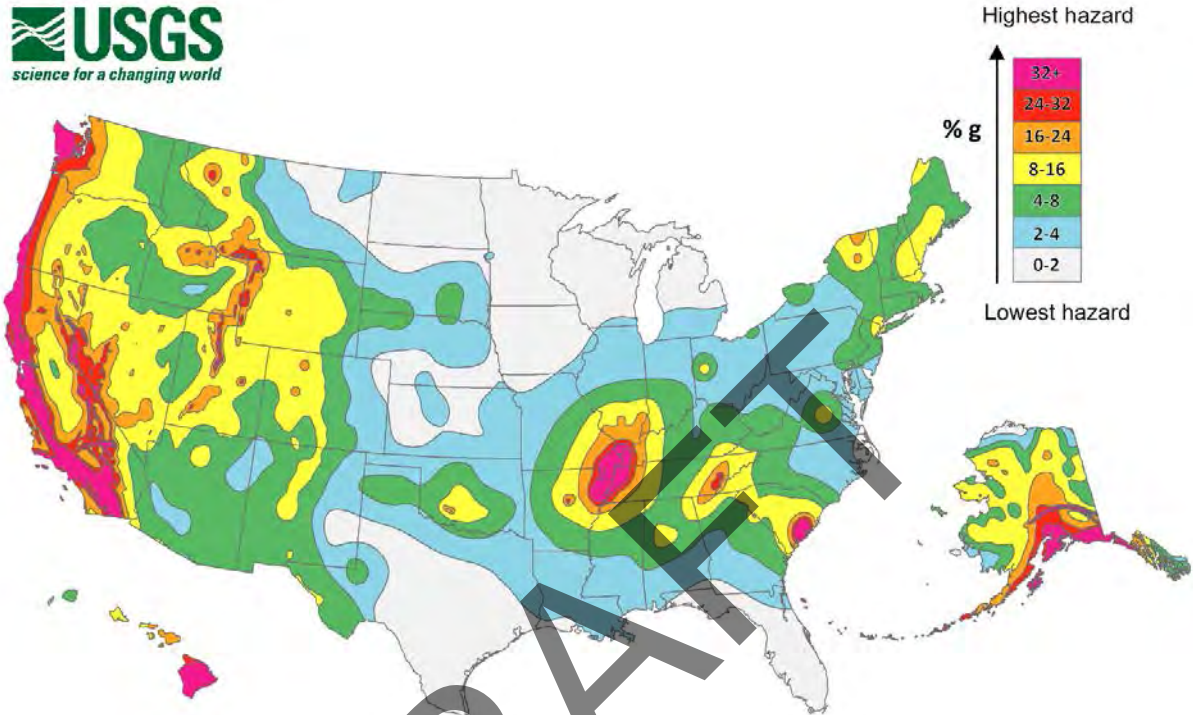 USGS
science for a changing world
Highest hazard
% g
32+
24-32
16-24
8-16
4-8
2-4
0-2
Lowest hazard
DRAFT